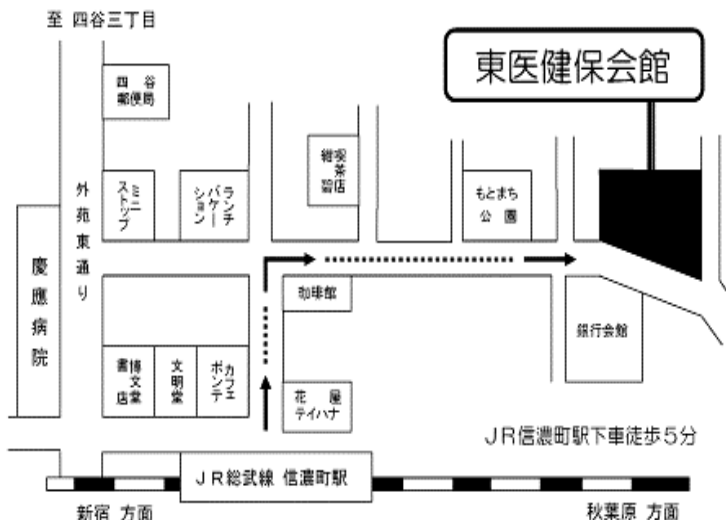 至 四谷三丁目
東医健保会館
四谷
郵便局
外苑東通り
ミニ
ストップ
ランチ
バケー
ション
喫茶店
紺碧
もとまち
公園
慶應病院
珈琲館
銀行会館
博文堂
書店
文明堂
カフェ
ポンテ
花屋
テイハナ
JR信濃町駅下車徒歩5分
JR総武線 信濃町駅
新宿 方面
秋葉原 方面